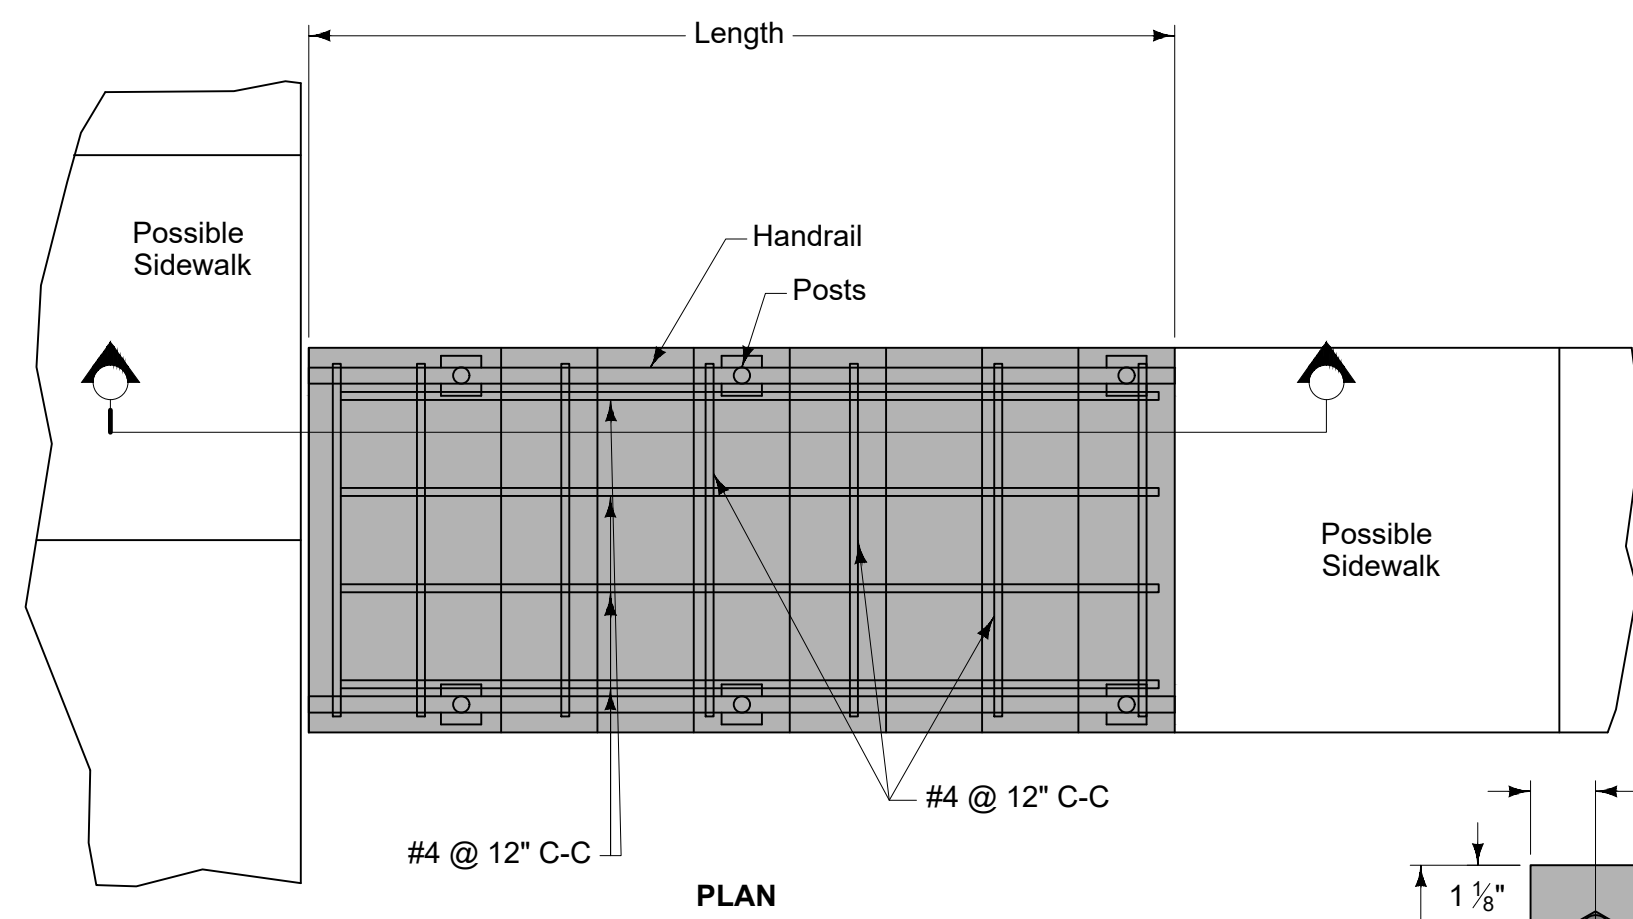 Length
Possible
Sidewalk
Handrail
Posts
Possible
Sidewalk
#4 @ 12" C-C
#4 @ 12" C-C
PLAN
1 ⅛"